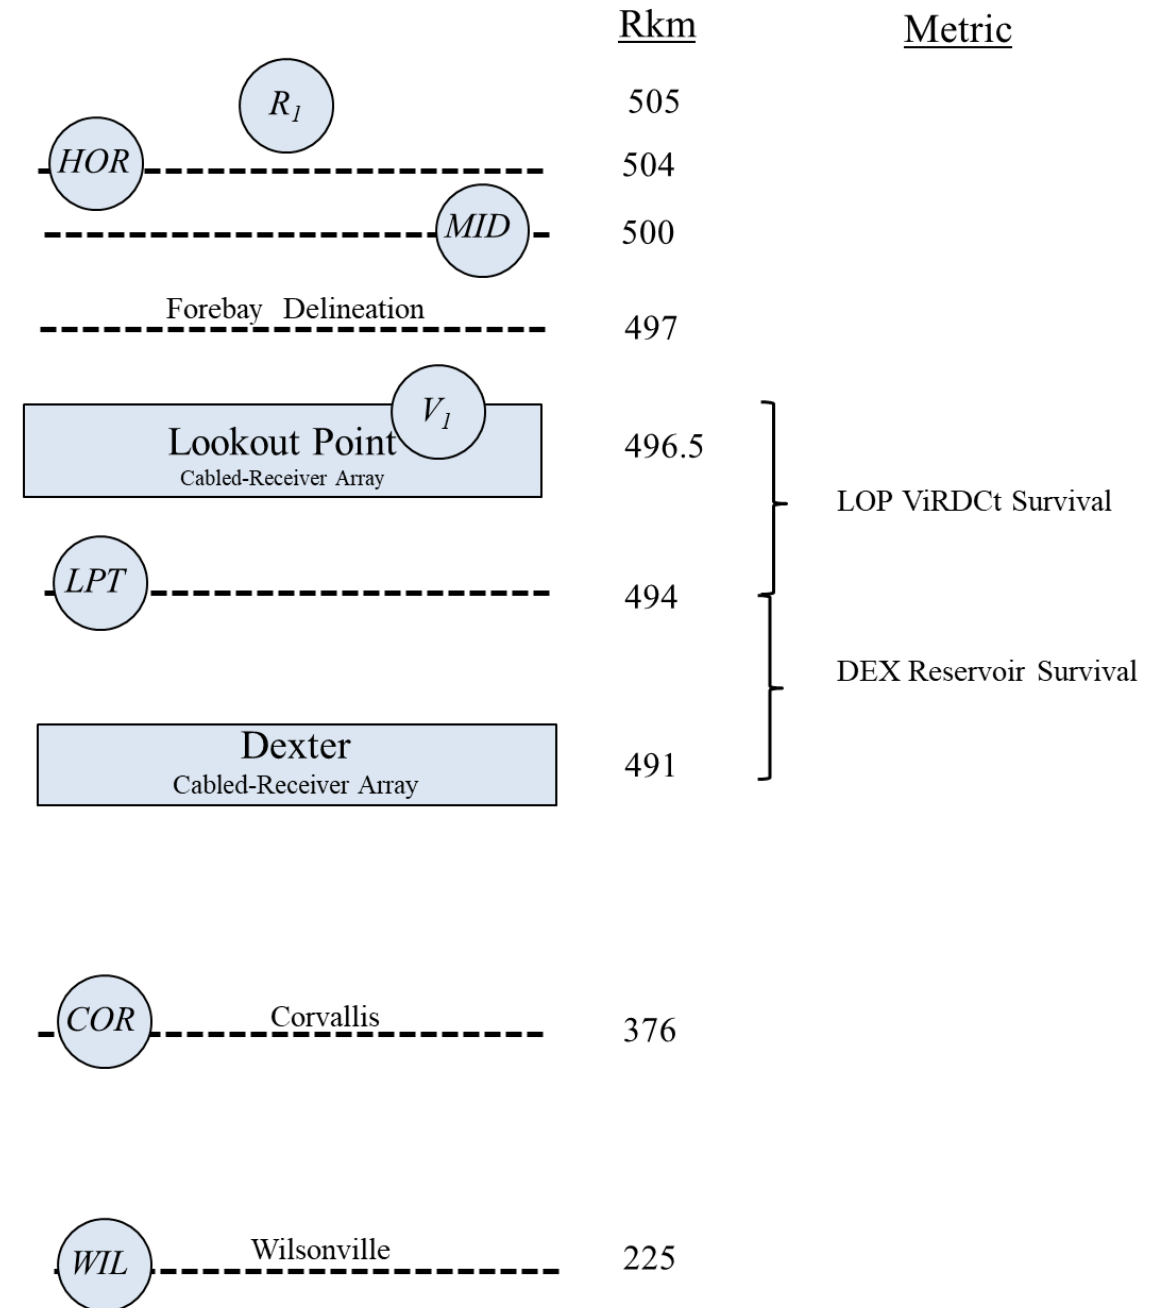 Rkm Metric
R1 505
HOR 504
MID 500
Forebay Delineation
497
V1
Lookout Point 496.5
Cabled-Receiver Array
LOP ViRDCt Survival
LPT 494
DEX Reservoir Survival
Dexter
491
Cabled-Receiver Array
COR Corvallis 376
WIL Wilsonville 225